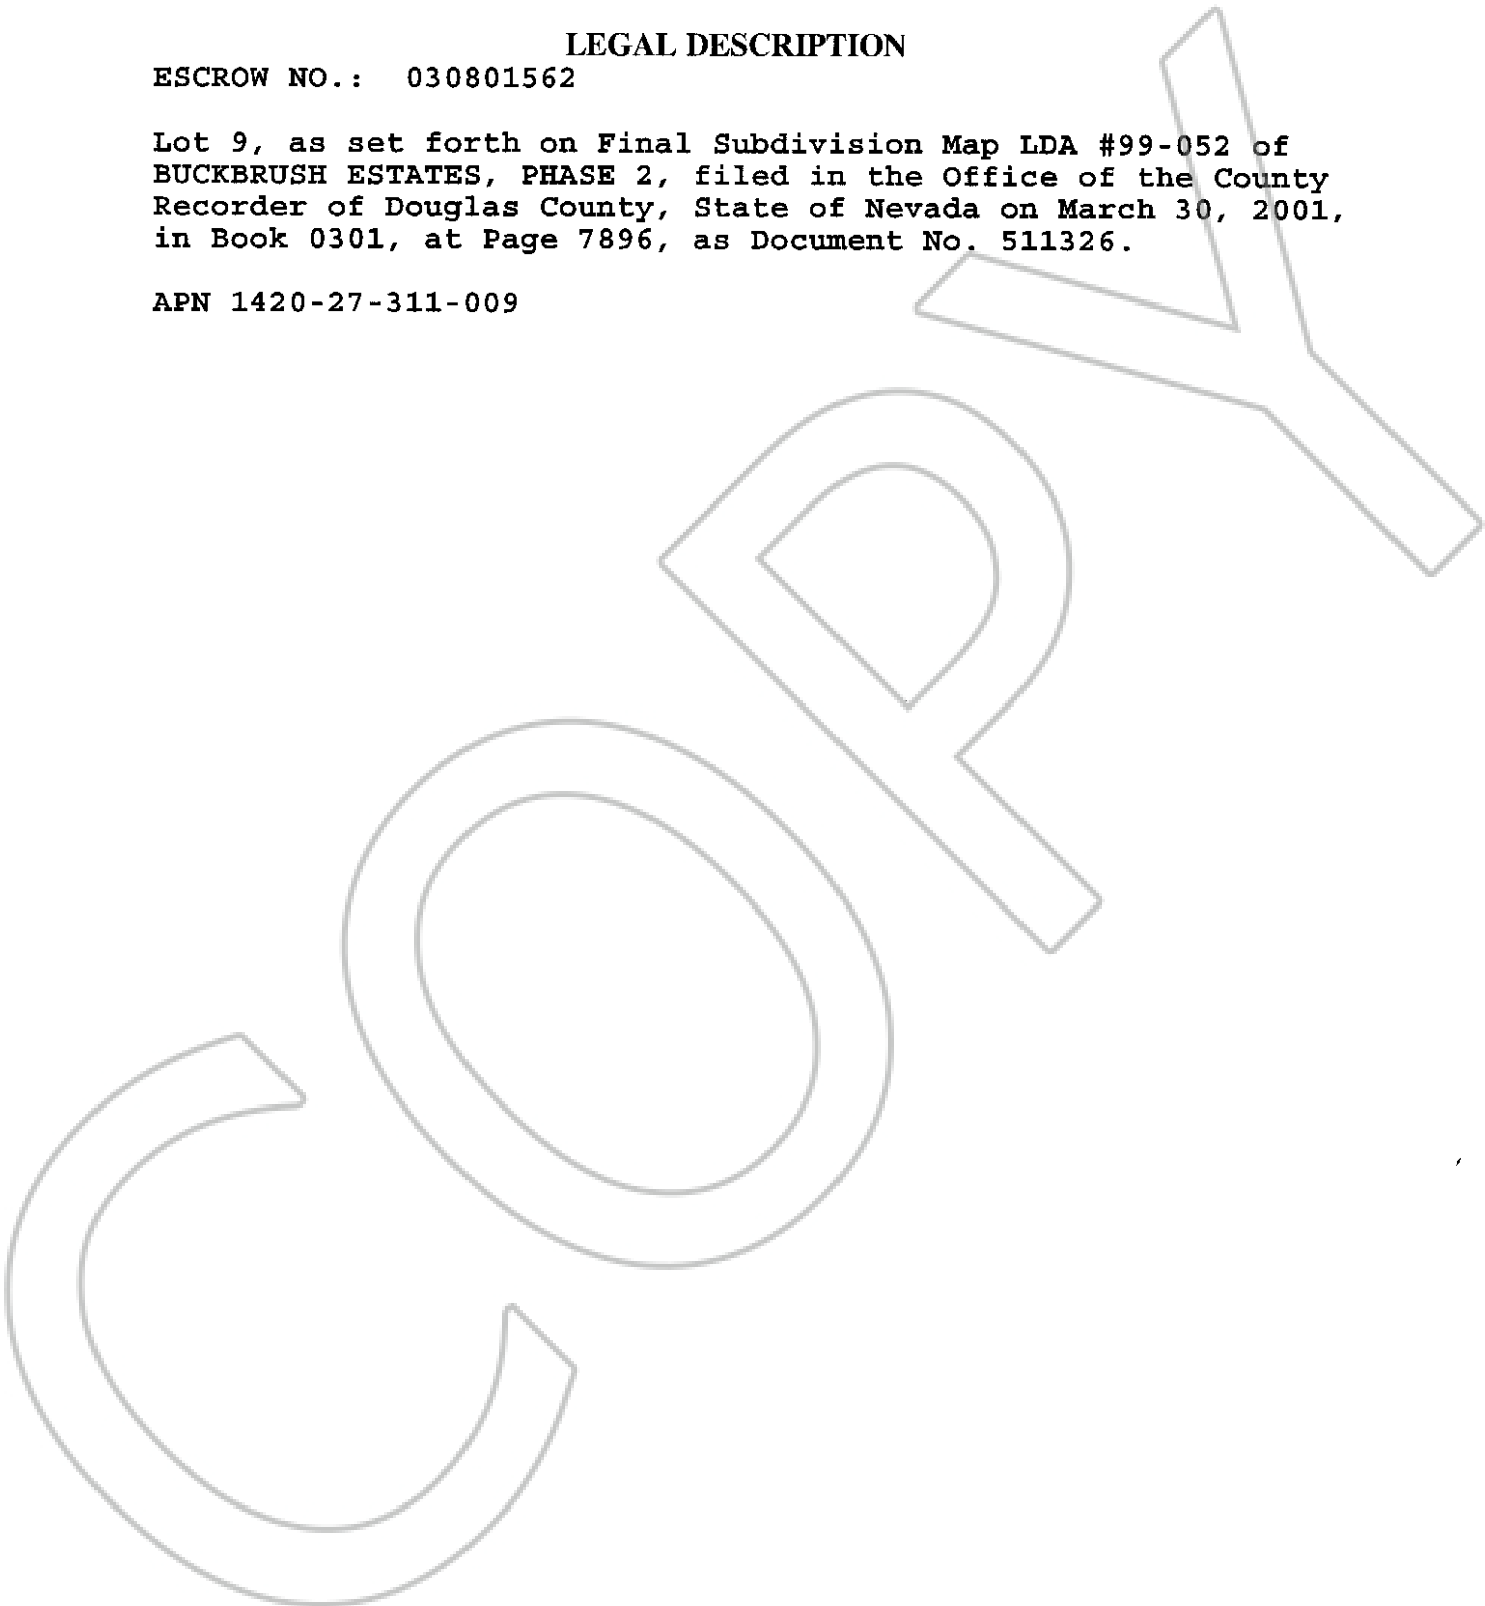 LEGAL DESCRIPTION
ESCROW NO.: 030801562
Lot 9, as set forth on Final Subdivision Map LDA #99-052 of
BUCKBRUSH ESTATES, PHASE 2, filed in the Office of the County
Recorder of Douglas County, State of Nevada on March 30, 2001,
in Book 0301, at Page 7896, as Document No. 511326.
APN 1420-27-311-009
COPY